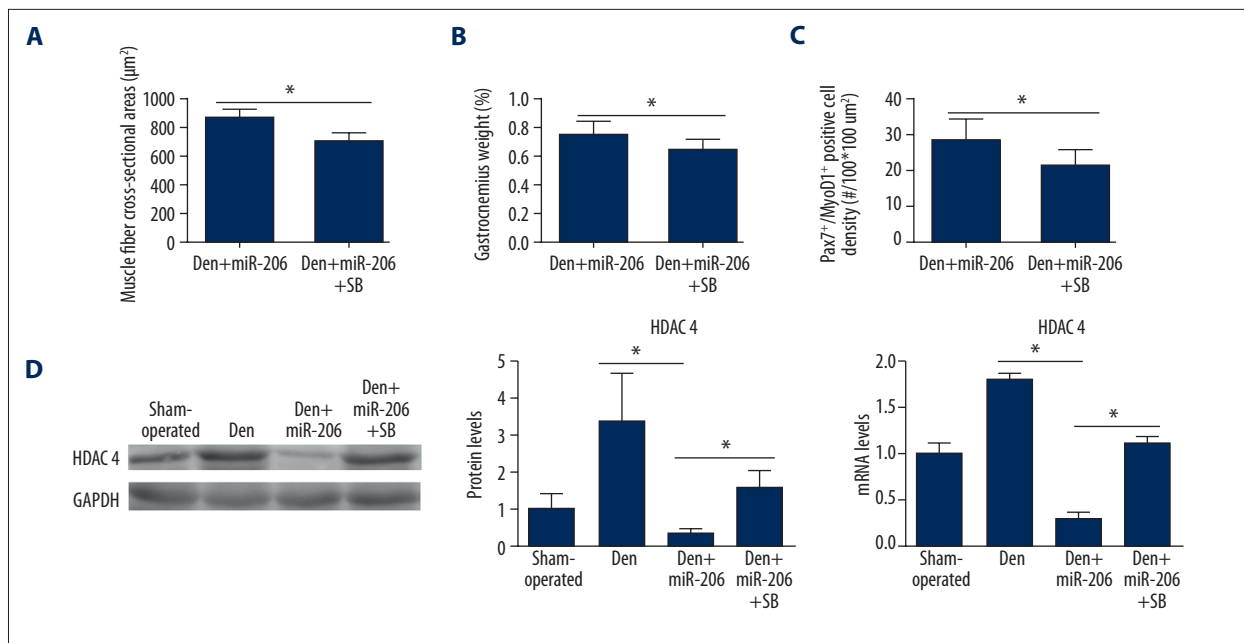 A
Muscle fiber cross-sectional areas (µm²)
1000
800
600
400
200
0
*
Den+miR-206
Den+miR-206
+SB
B
Gastrocnemius weight (%)
1.0
0.8
0.6
0.4
0.2
0.0
*
Den+miR-206
Den+miR-206
+SB
C
Pax7⁺/MyoD1⁺ positive cell
density (#/100*100 um²)
40
30
20
10
0
*
Den+miR-206
Den+miR-206
+SB
D
Sham-
operated
Den
Den+
miR-206
Den+
miR-206
+SB
HDAC 4
GAPDH
HDAC 4
Protein levels
5
4
3
2
1
0
*
*
Sham-
operated
Den
Den+
miR-206
Den+
miR-206
+SB
HDAC 4
mRNA levels
2.0
1.5
1.0
0.5
0.0
*
*
Sham-
operated
Den
Den+
miR-206
Den+
miR-206
+SB